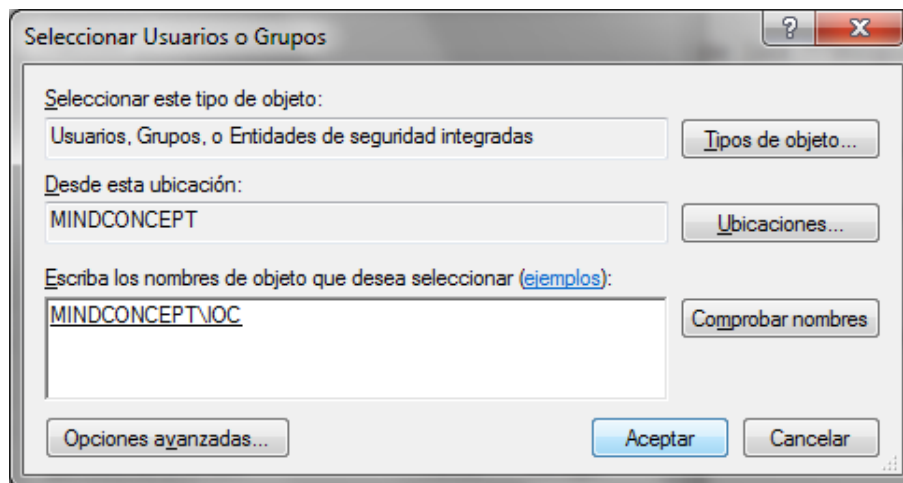 Seleccionar Usuarios o Grupos
Seleccionar este tipo de objeto:
Usuarios, Grupos, o Entidades de seguridad integradas
Tipos de objeto...
Desde esta ubicación:
MINDCONCEPT
Ubicaciones...
Escriba los nombres de objeto que desea seleccionar (ejemplos):
MINDCONCEPT\IOC
Comprobar nombres
Opciones avanzadas...
Aceptar
Cancelar